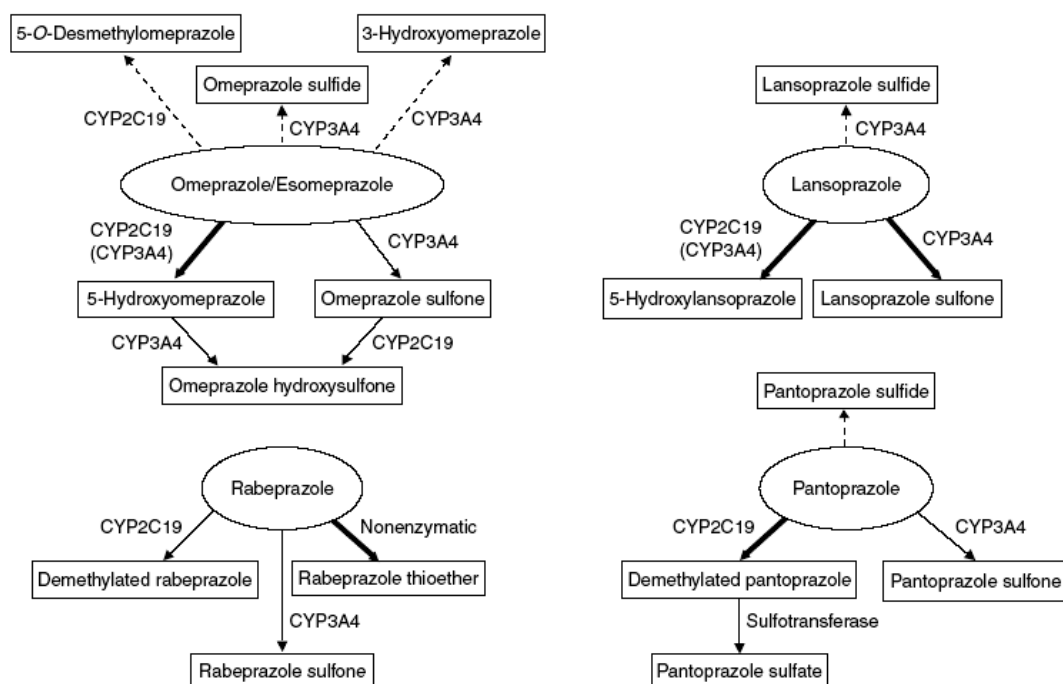 5-O-Desmethylomeprazole
3-Hydroxyomeprazole
Omeprazole sulfide
CYP2C19
CYP3A4
CYP3A4
Omeprazole/Esomeprazole
CYP2C19
(CYP3A4)
CYP3A4
5-Hydroxyomeprazole
Omeprazole sulfone
CYP3A4
CYP2C19
Omeprazole hydroxysulfone
Lansoprazole sulfide
CYP3A4
Lansoprazole
CYP2C19
(CYP3A4)
CYP3A4
5-Hydroxylansoprazole
Lansoprazole sulfone
Rabeprazole
CYP2C19
Nonenzymatic
Demethylated rabeprazole
Rabeprazole thioether
CYP3A4
Rabeprazole sulfone
Pantoprazole sulfide
Pantoprazole
CYP2C19
CYP3A4
Demethylated pantoprazole
Pantoprazole sulfone
Sulfotransferase
Pantoprazole sulfate